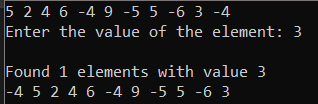 5 2 4 6 -4 9 -5 5 -6 3 -4
Enter the value of the element: 3
Found 1 elements with value 3
-4 5 2 4 6 -4 9 -5 5 -6 3